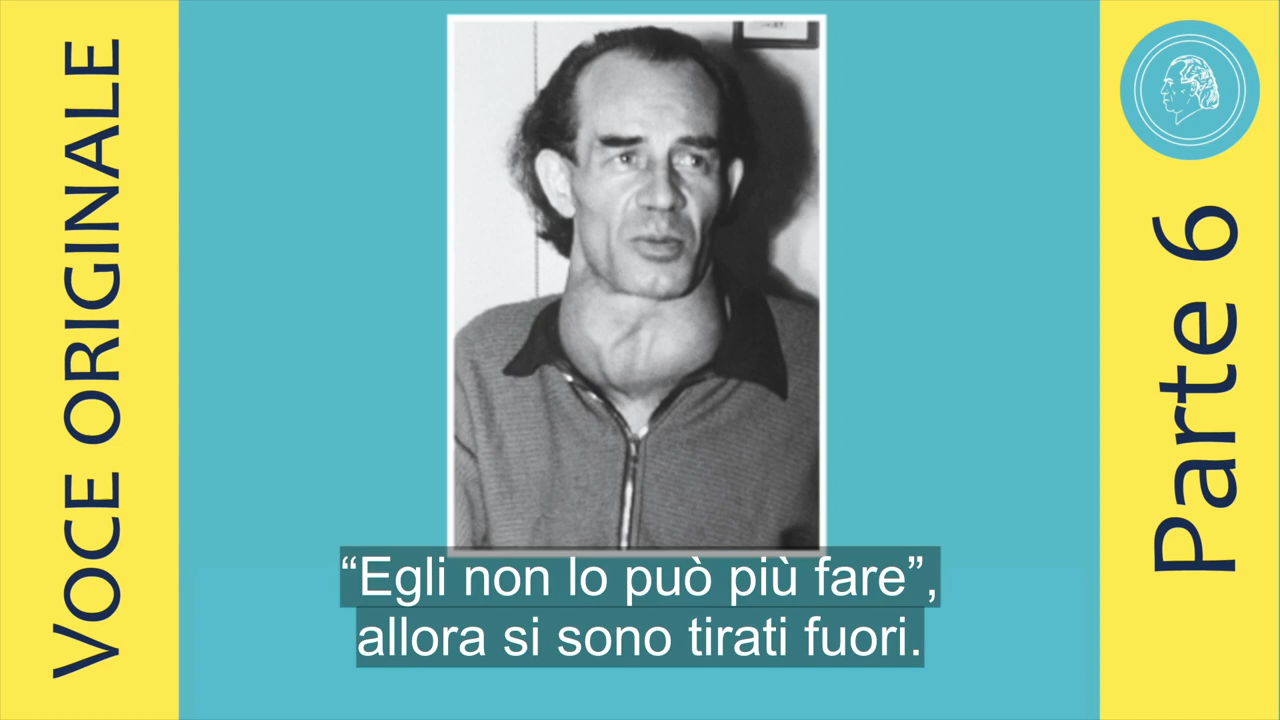 VOCE ORIGINALE
“Egli non lo può più fare”,
allora si sono tirati fuori.
Parte 6